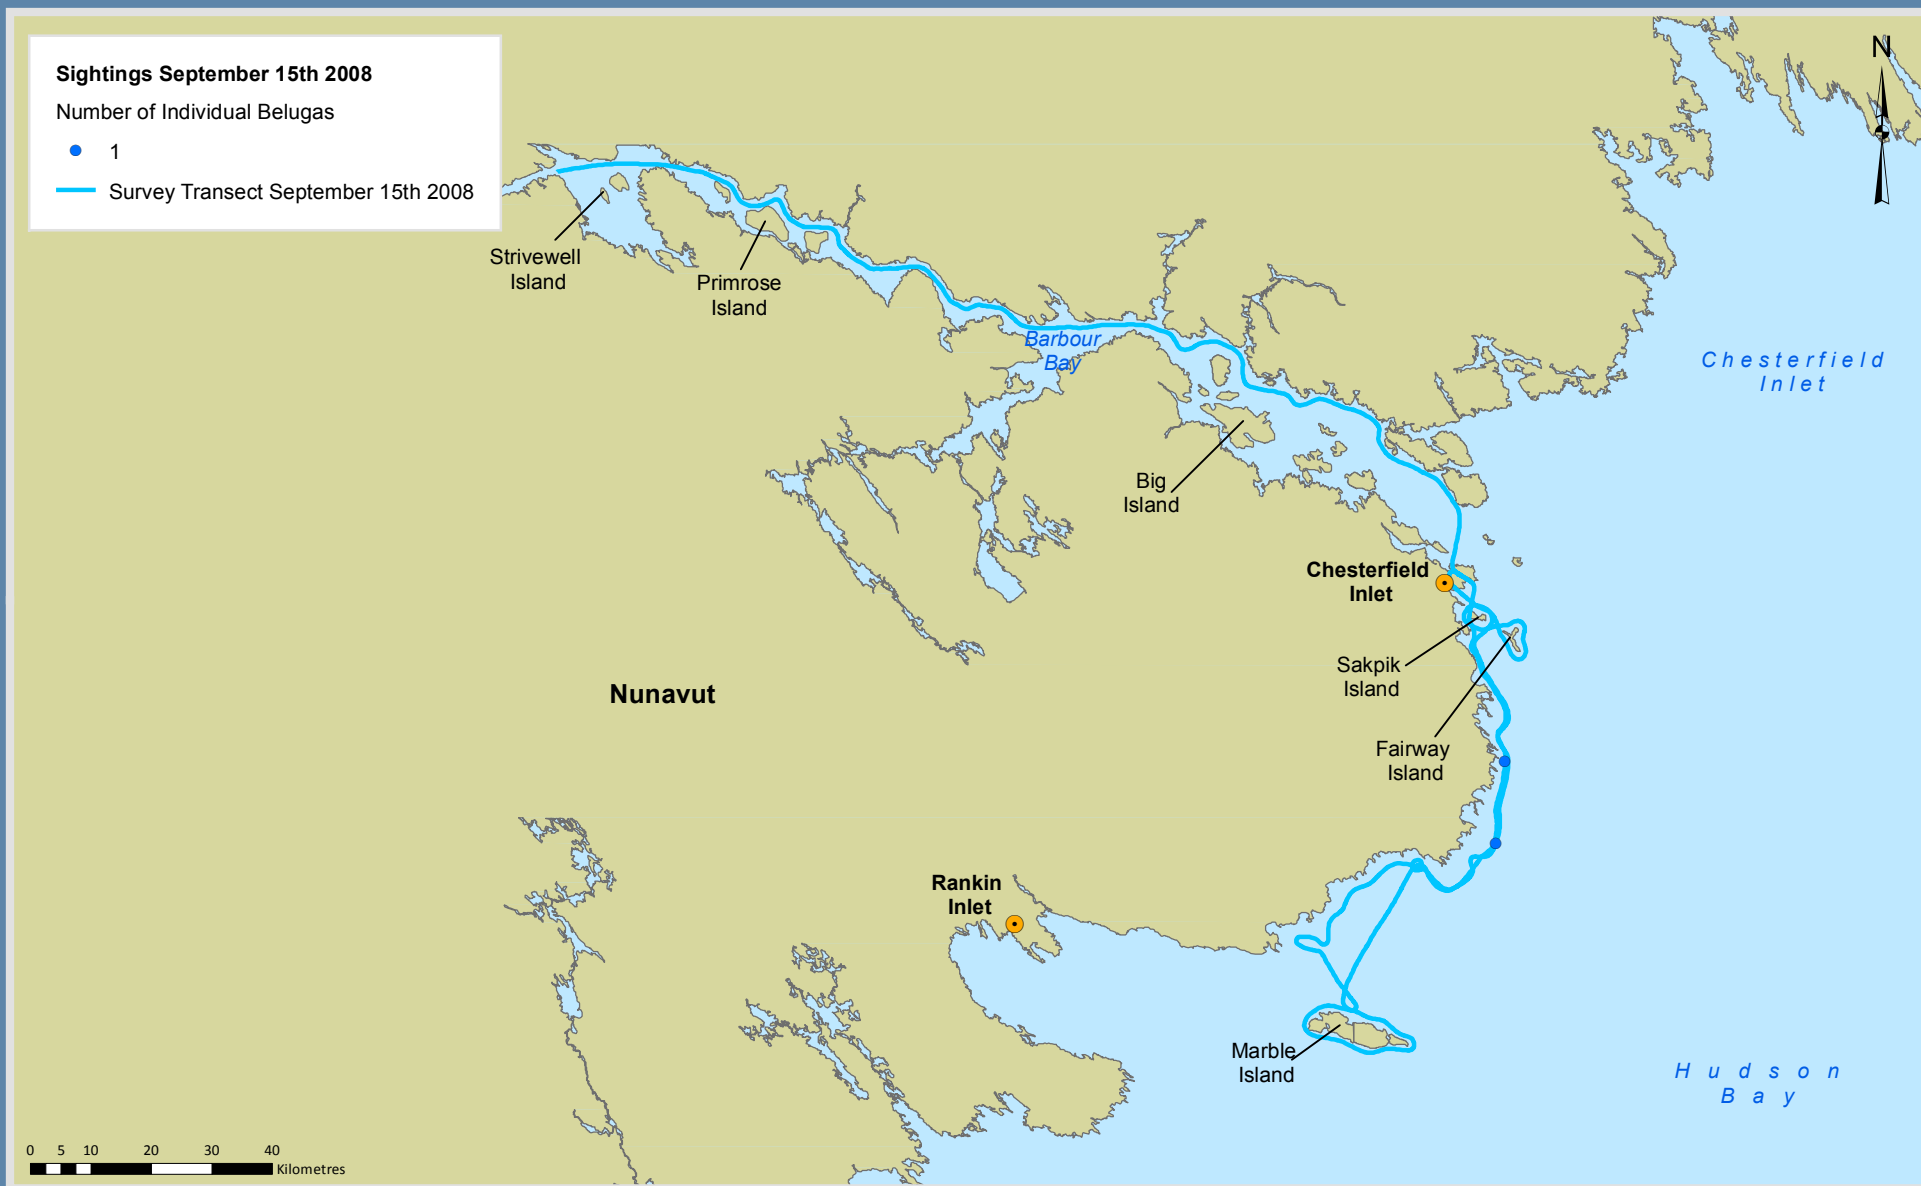 Sightings September 15th 2008
Number of Individual Belugas
1
Survey Transect September 15th 2008
N
Strivewell
Island
Primrose
Island
Barbour
Bay
Chesterfield
Inlet
Big
Island
Chesterfield
Inlet
Sakpik
Island
Nunavut
Fairway
Island
Rankin
Inlet
Marble
Island
Hudson
Bay
0 5 10 20 30 40
Kilometres